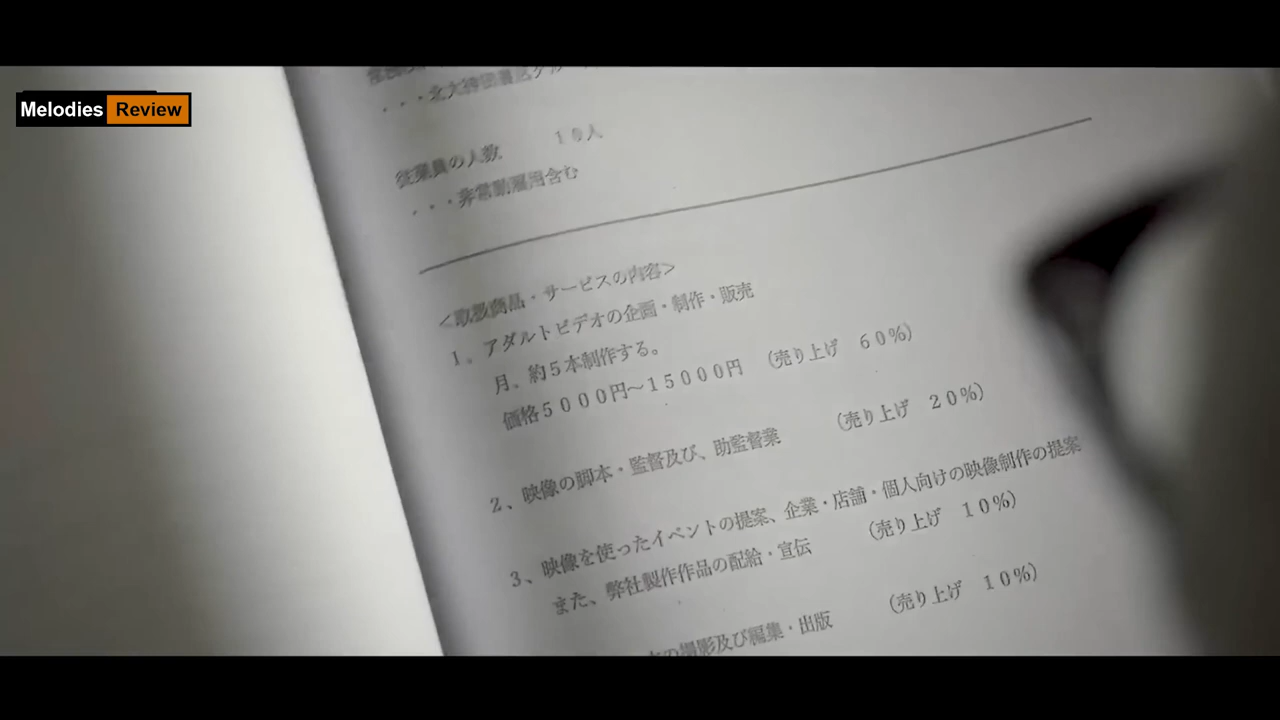 Melodies Review
従業員の人数 10人
・・・非常勤雇用含む
<取扱商品・サービスの内容>
1。アダルトビデオの企画・制作・販売
月。約5本制作する。
価格5000円～15000円 (売り上げ 60%)
2、映像の脚本・監督及び、助監督業 (売り上げ 20%)
3、映像を使ったイベントの提案、企業・店舗・個人向けの映像制作の提案
また、弊社製作作品の配給・宣伝 (売り上げ 10%)
の撮影及び編集・出版 (売り上げ 10%)